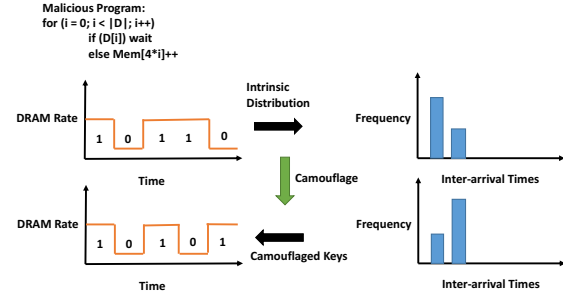 Malicious Program:
for (i = 0; i < |D|; i++)
if (D[i]) wait
else Mem[4*i]++
Intrinsic
Distribution
DRAM Rate
1 0 1 1 0
Time
Frequency
Inter-arrival Times
Camouflage
DRAM Rate
1 0 1 0 1
Time
Camouflaged Keys
Frequency
Inter-arrival Times